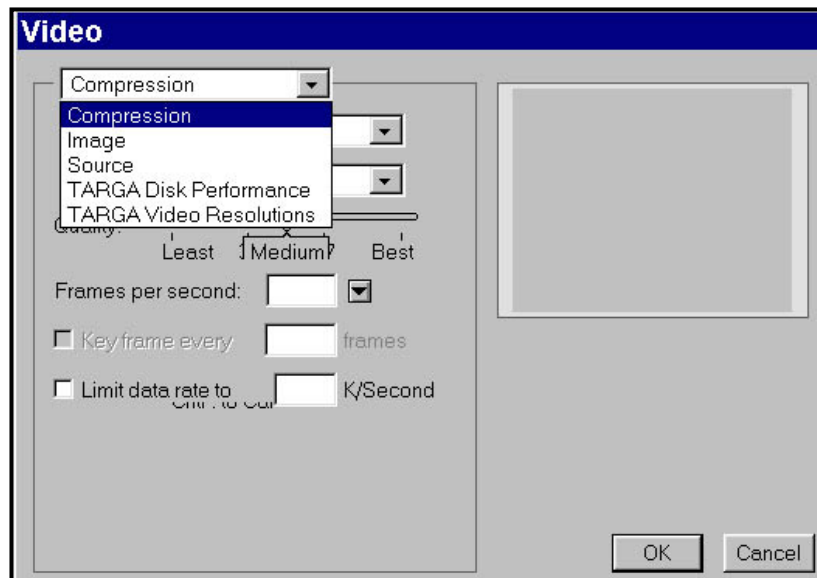 Video
Compression
Compression
Image
Source
TARGA Disk Performance
TARGA Video Resolutions
Quality:
Least Medium Best
Frames per second:
Key frame every frames
Limit data rate to K/Second
OK Cancel